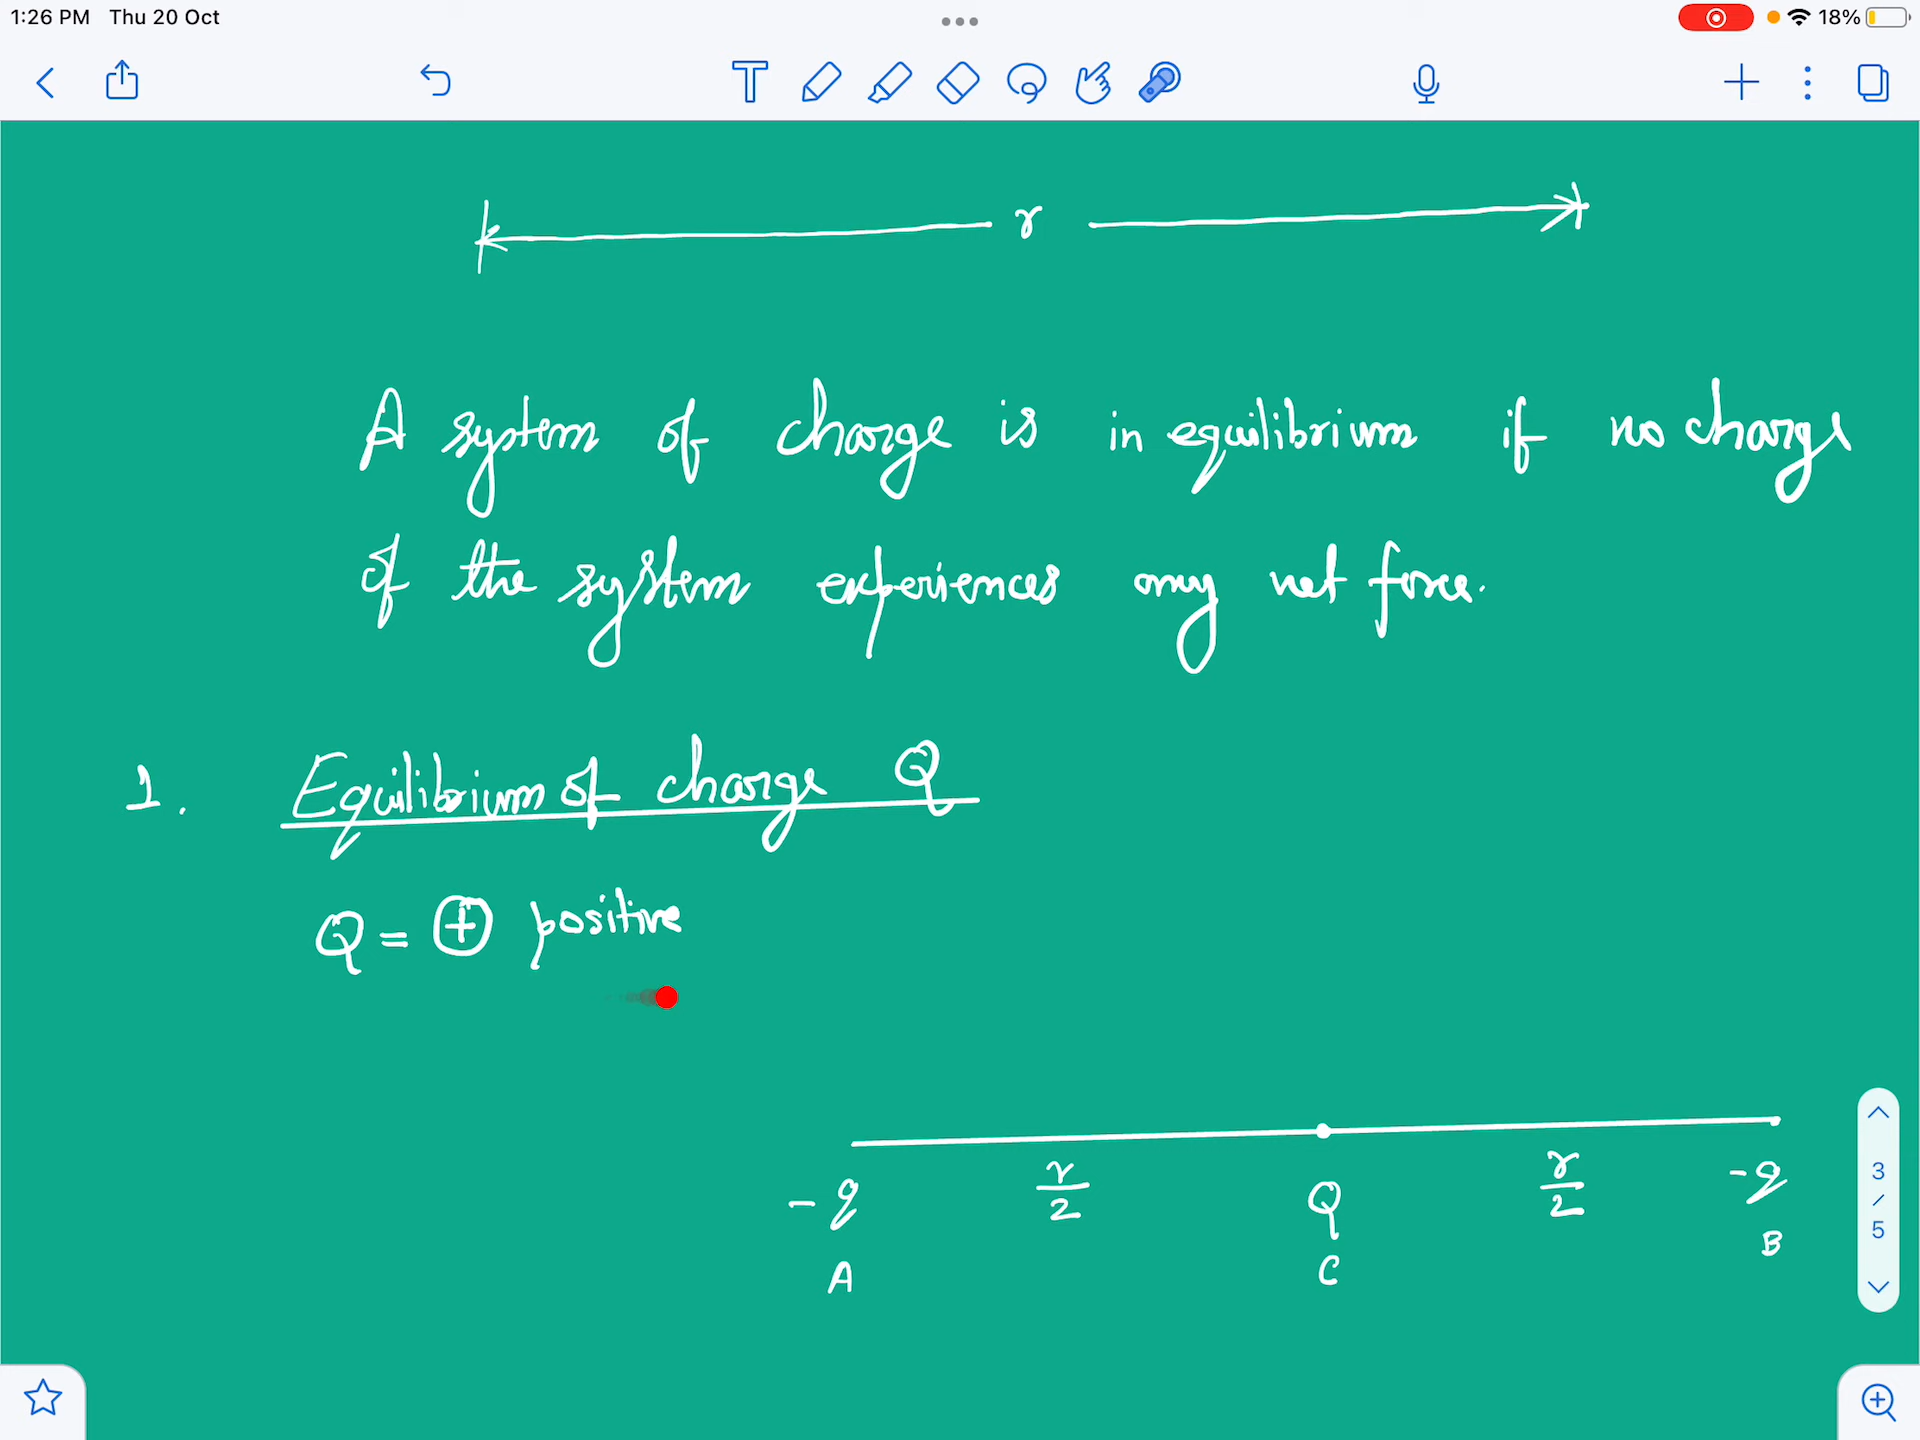 1:26 PM Thu 20 Oct
18%
T
r
A system of charge is in equilibrium if no charge
of the system experiences any net force.
1. Equilibrium of charge Q
Q = + positive
-q r/2 Q r/2 -q
A C B
3
/
5